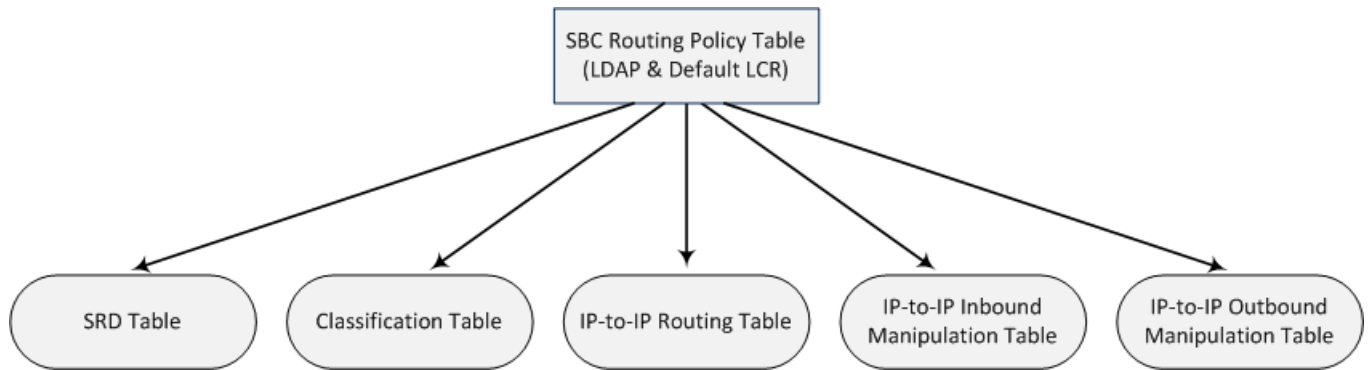 SBC Routing Policy Table
(LDAP & Default LCR)
SRD Table
Classification Table
IP-to-IP Routing Table
IP-to-IP Inbound
Manipulation Table
IP-to-IP Outbound
Manipulation Table